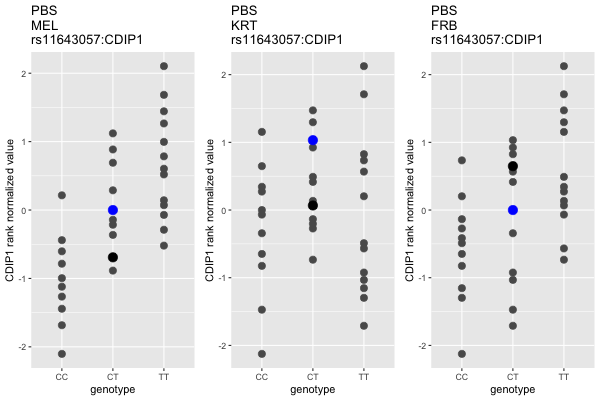 PBS
MEL
rs11643057:CDIP1
CDIP1 rank normalized value
2
1
0
-1
-2
CC
CT
TT
genotype
PBS
KRT
rs11643057:CDIP1
CDIP1 rank normalized value
2
1
0
-1
-2
CC
CT
TT
genotype
PBS
FRB
rs11643057:CDIP1
CDIP1 rank normalized value
2
1
0
-1
-2
CC
CT
TT
genotype